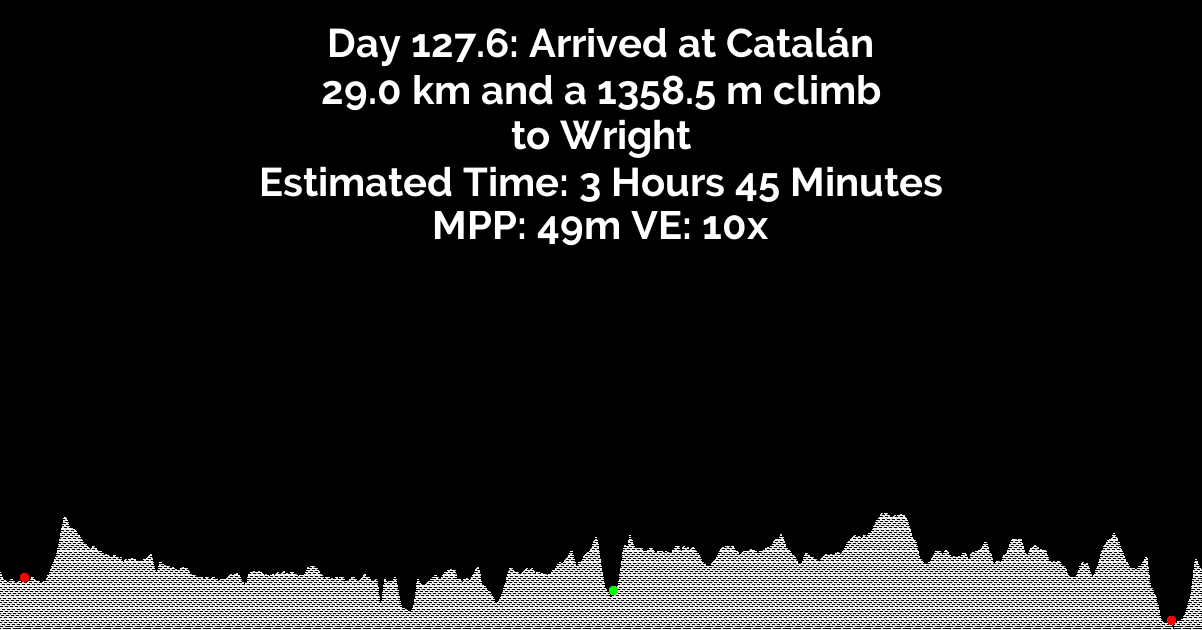 Day 127.6: Arrived at Catalán
29.0 km and a 1358.5 m climb
to Wright
Estimated Time: 3 Hours 45 Minutes
MPP: 49m VE: 10x